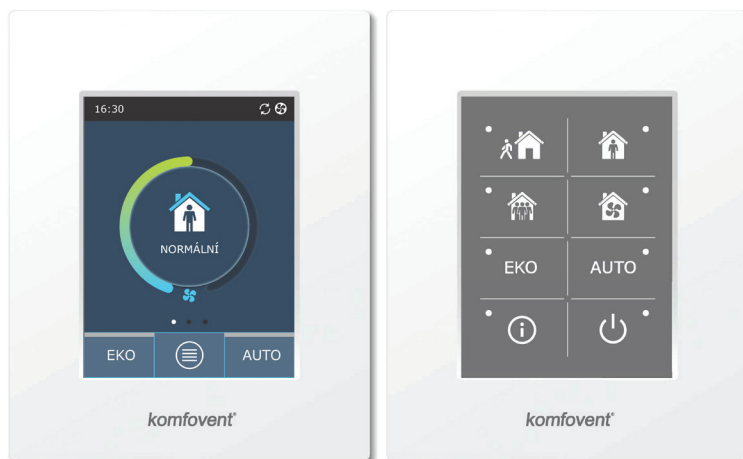 16:30
NORMÁLNÍ
EKO
AUTO
komfovent®
EKO
AUTO
komfovent®